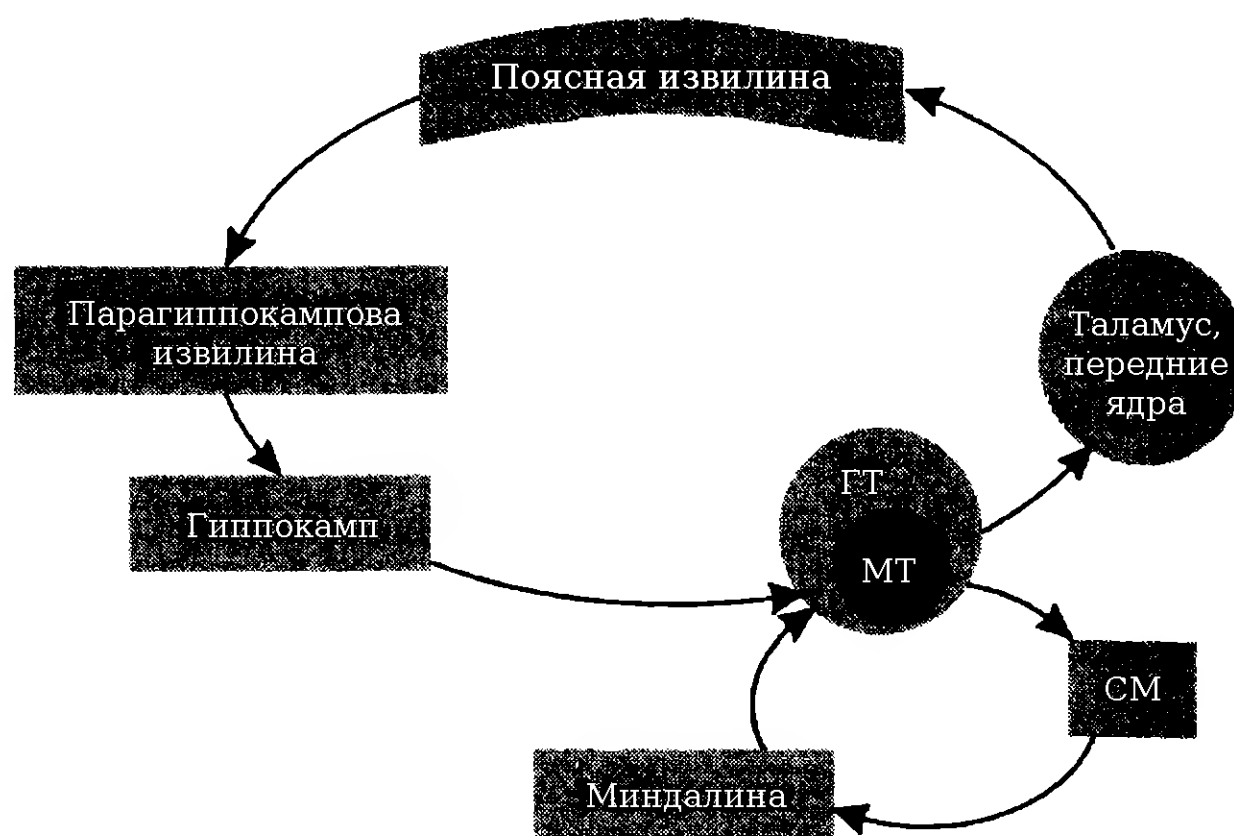 Поясная извилина
Парагиппокампова
извилина
Таламус,
передние
ядра
Гиппокамп
ГТ
МТ
СМ
Миндалина